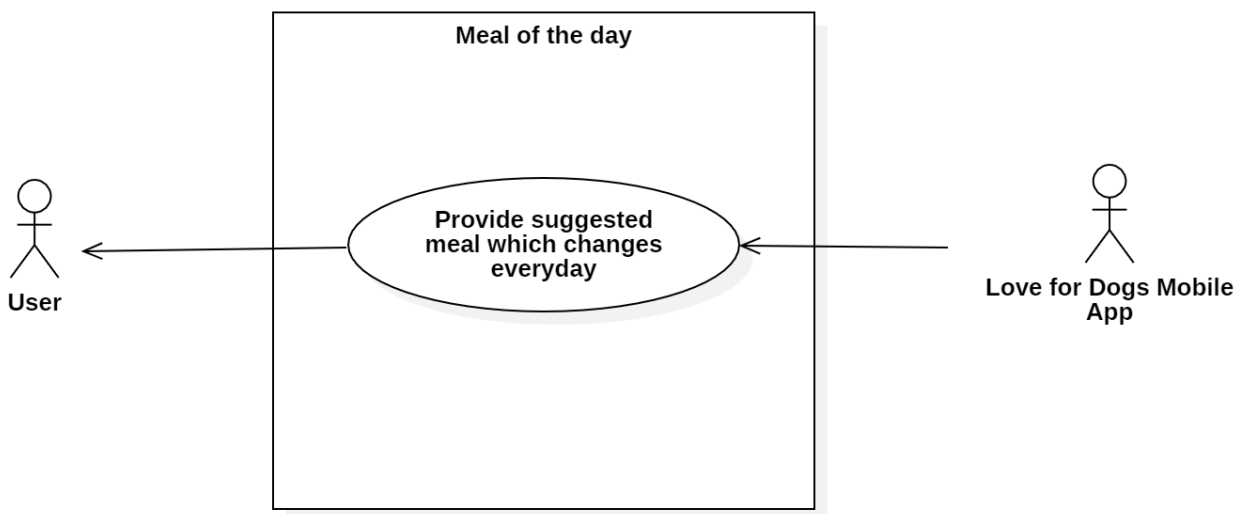 Meal of the day
Provide suggested
meal which changes
everyday
User
Love for Dogs Mobile
App